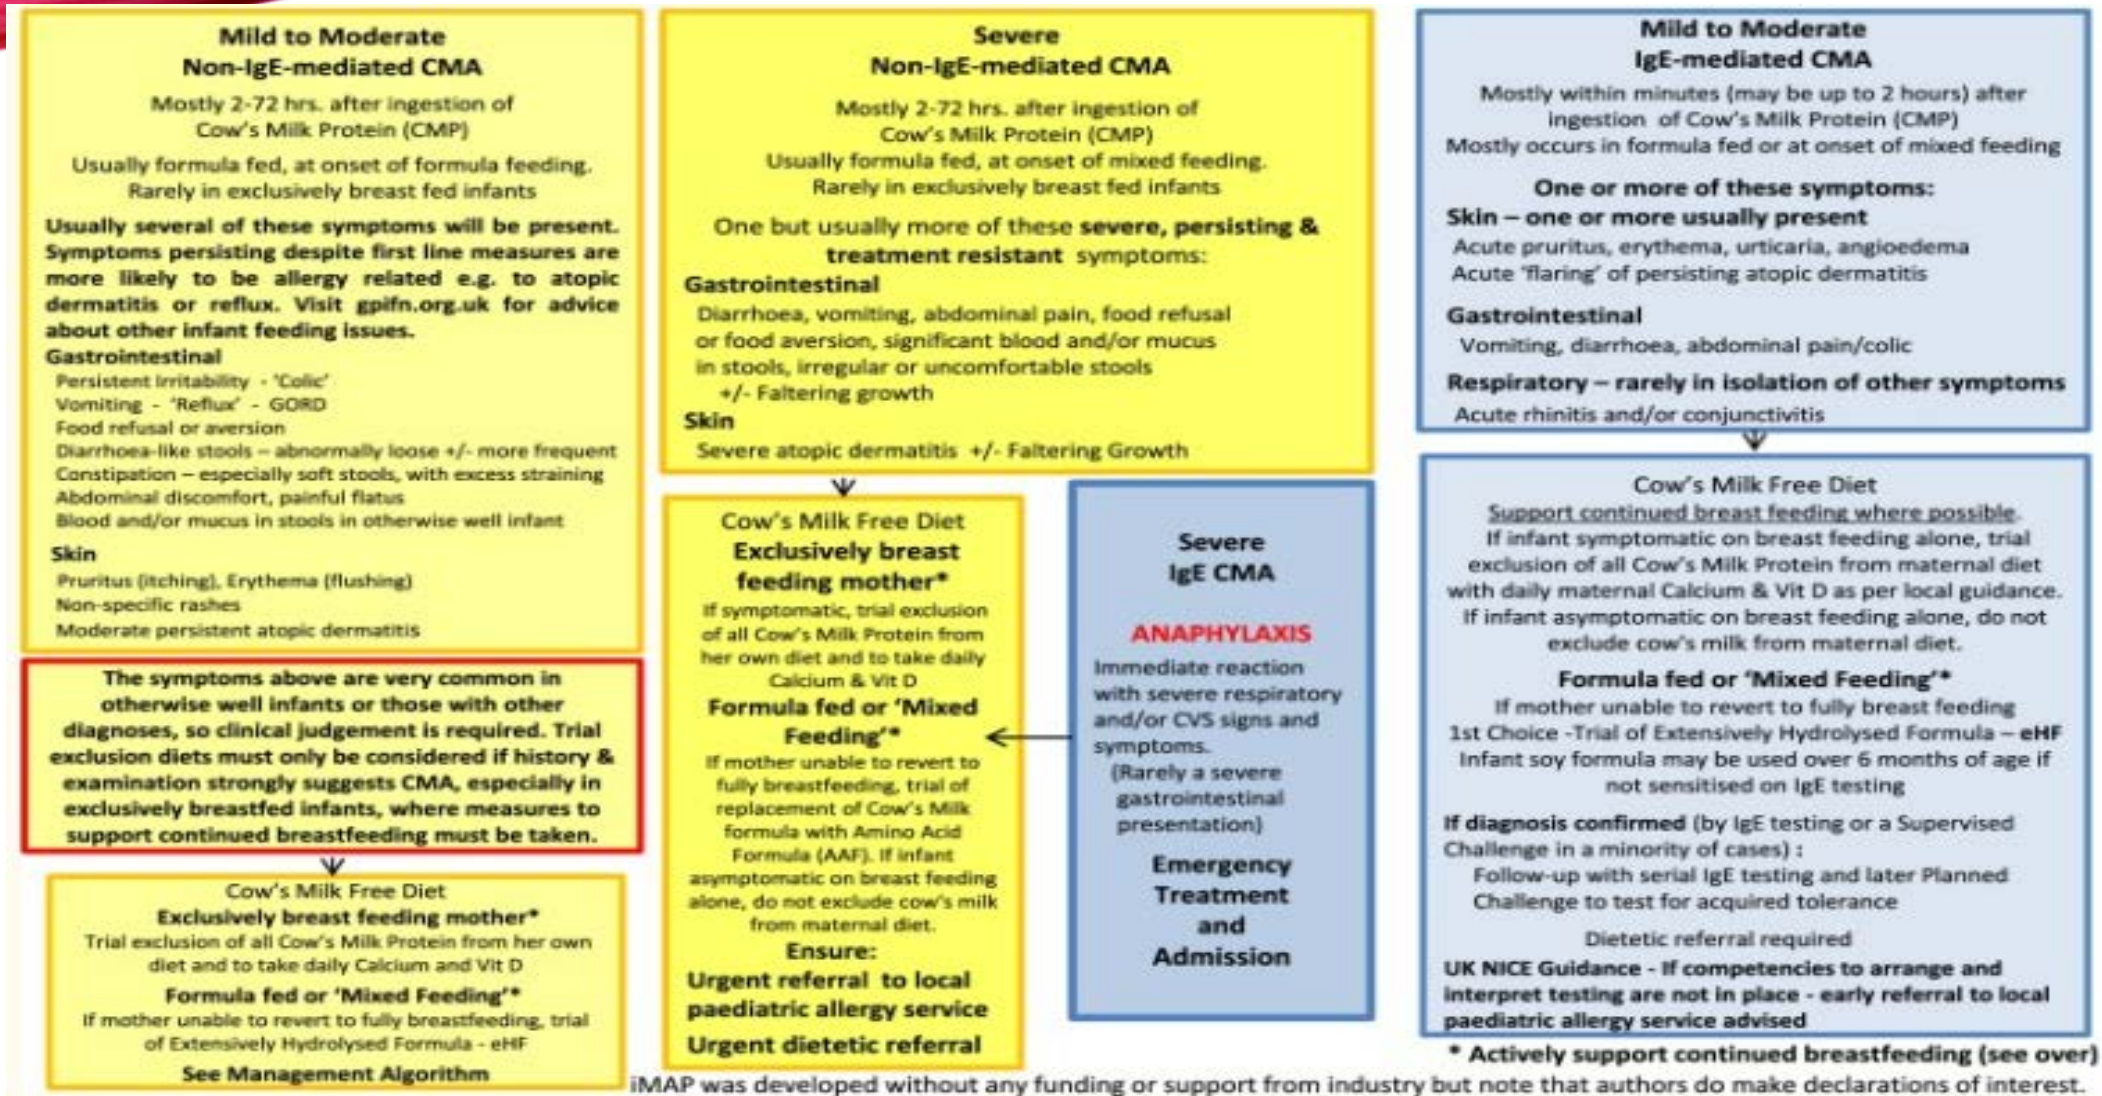 Mild to Moderate
Non-IgE-mediated CMA
Mostly 2-72 hrs. after ingestion of
Cow's Milk Protein (CMP)
Usually formula fed, at onset of formula feeding.
Rarely in exclusively breast fed infants
Usually several of these symptoms will be present.
Symptoms persisting despite first line measures are
more likely to be allergy related e.g. to atopic
dermatitis or reflux. Visit gpifn.org.uk for advice
about other infant feeding issues.
Gastrointestinal
Persistent Irritability - 'Colic'
Vomiting - 'Reflux' - GORD
Food refusal or aversion
Diarrhoea-like stools – abnormally loose +/- more frequent
Constipation – especially soft stools, with excess straining
Abdominal discomfort, painful flatus
Blood and/or mucus in stools in otherwise well infant
Skin
Pruritus (itching), Erythema (flushing)
Non-specific rashes
Moderate persistent atopic dermatitis
The symptoms above are very common in
otherwise well infants or those with other
diagnoses, so clinical judgement is required. Trial
exclusion diets must only be considered if history &
examination strongly suggests CMA, especially in
exclusively breastfed infants, where measures to
support continued breastfeeding must be taken.
Cow's Milk Free Diet
Exclusively breast feeding mother*
Trial exclusion of all Cow's Milk Protein from her own
diet and to take daily Calcium and Vit D
Formula fed or 'Mixed Feeding'*
If mother unable to revert to fully breastfeeding, trial
of Extensively Hydrolysed Formula - eHF
See Management Algorithm
Severe
Non-IgE-mediated CMA
Mostly 2-72 hrs. after ingestion of
Cow's Milk Protein (CMP)
Usually formula fed, at onset of mixed feeding.
Rarely in exclusively breast fed infants
One but usually more of these severe, persisting &
treatment resistant symptoms:
Gastrointestinal
Diarrhoea, vomiting, abdominal pain, food refusal
or food aversion, significant blood and/or mucus
in stools, irregular or uncomfortable stools
+/- Faltering growth
Skin
Severe atopic dermatitis +/- Faltering Growth
Cow's Milk Free Diet
Exclusively breast
feeding mother*
If symptomatic, trial exclusion
of all Cow's Milk Protein from
her own diet and to take daily
Calcium & Vit D
Formula fed or 'Mixed
Feeding'*
If mother unable to revert to
fully breastfeeding, trial of
replacement of Cow's Milk
formula with Amino Acid
Formula (AAF). If infant
asymptomatic on breast feeding
alone, do not exclude cow's milk
from maternal diet.
Ensure:
Urgent referral to local
paediatric allergy service
Urgent dietetic referral
Severe
IgE CMA
ANAPHYLAXIS
Immediate reaction
with severe respiratory
and/or CVS signs and
symptoms.
(Rarely a severe
gastrointestinal
presentation)
Emergency
Treatment
and
Admission
Mild to Moderate
IgE-mediated CMA
Mostly within minutes (may be up to 2 hours) after
ingestion of Cow's Milk Protein (CMP)
Mostly occurs in formula fed or at onset of mixed feeding
One or more of these symptoms:
Skin – one or more usually present
Acute pruritus, erythema, urticaria, angioedema
Acute 'flaring' of persisting atopic dermatitis
Gastrointestinal
Vomiting, diarrhoea, abdominal pain/colic
Respiratory – rarely in isolation of other symptoms
Acute rhinitis and/or conjunctivitis
Cow's Milk Free Diet
Support continued breast feeding where possible.
If infant symptomatic on breast feeding alone, trial
exclusion of all Cow's Milk Protein from maternal diet
with daily maternal Calcium & Vit D as per local guidance.
If infant asymptomatic on breast feeding alone, do not
exclude cow's milk from maternal diet.
Formula fed or 'Mixed Feeding'*
If mother unable to revert to fully breast feeding
1st Choice -Trial of Extensively Hydrolysed Formula – eHF
Infant soy formula may be used over 6 months of age if
not sensitised on IgE testing
If diagnosis confirmed (by IgE testing or a Supervised
Challenge in a minority of cases) :
Follow-up with serial IgE testing and later Planned
Challenge to test for acquired tolerance
Dietetic referral required
UK NICE Guidance - If competencies to arrange and
interpret testing are not in place - early referral to local
paediatric allergy service advised
* Actively support continued breastfeeding (see over)
iMAP was developed without any funding or support from industry but note that authors do make declarations of interest.